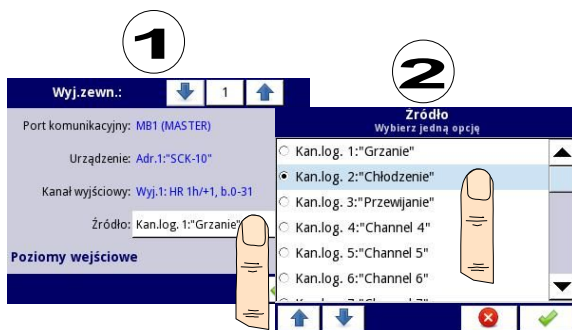 1
Wyj.zewn.:
1
Port komunikacyjny: MB1 (MASTER)
Urządzenie: Adr.1:"SCK-10"
Kanał wyjściowy: Wyj.1: HR 1h/+1, b.0-31
Źródło: Kan.log. 1:"Grzanie"
Poziomy wejściowe
2
Źródło
Wybierz jedną opcję
Kan.log. 1:"Grzanie"
Kan.log. 2:"Chłodzenie"
Kan.log. 3:"Przewijanie"
Kan.log. 4:"Channel 4"
Kan.log. 5:"Channel 5"
Kan.log. 6:"Channel 6"